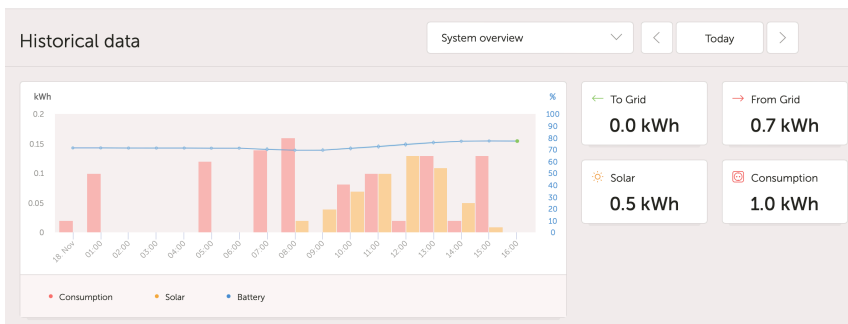 Historical data
System overview
Today
kWh
%
0.2
0.15
0.1
0.05
0
100
90
80
70
60
50
40
30
20
10
0
18. Nov
01:00
02:00
03:00
04:00
05:00
06:00
07:00
08:00
09:00
10:00
11:00
12:00
13:00
14:00
15:00
16:00
Consumption
Solar
Battery
To Grid
0.0 kWh
From Grid
0.7 kWh
Solar
0.5 kWh
Consumption
1.0 kWh